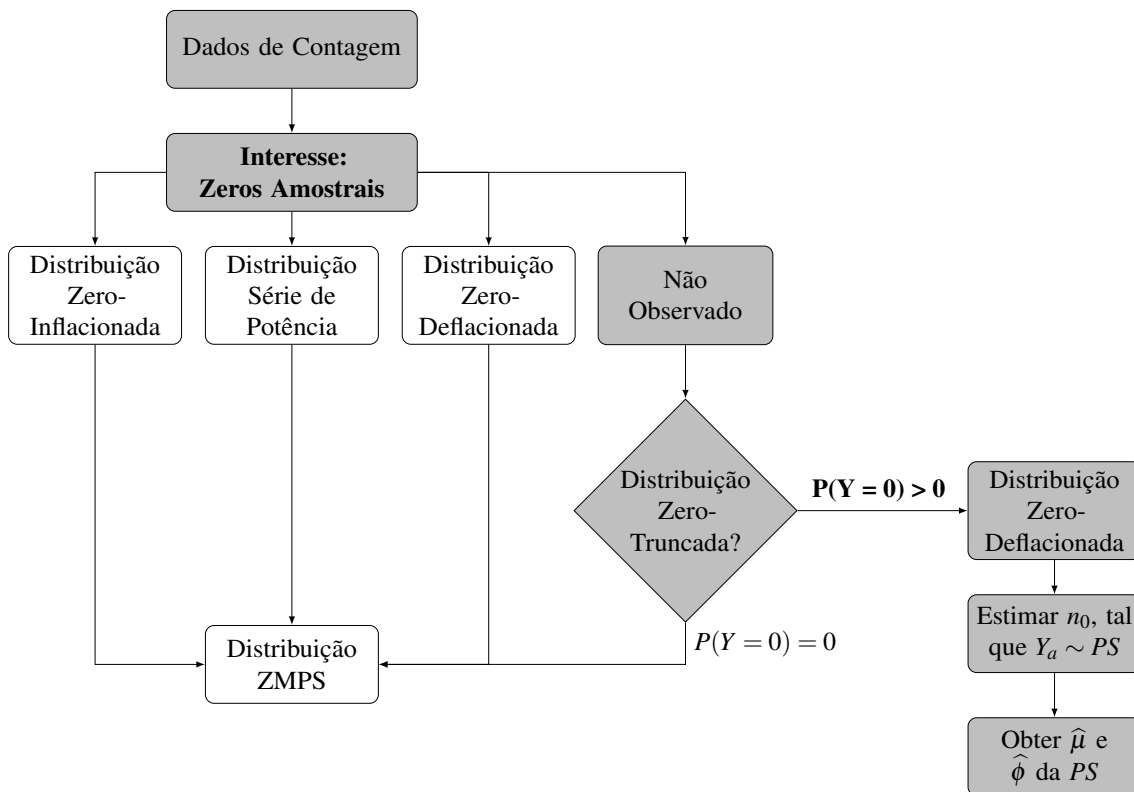 Dados de Contagem
Interesse:
Zeros Amostrais
Distribuição
Zero-
Inflacionada
Distribuição
Série de
Potência
Distribuição
Zero-
Deflacionada
Não
Observado
Distribuição
Zero-
Truncada?
P(Y = 0) > 0
Distribuição
Zero-
Deflacionada
P(Y = 0) = 0
Distribuição
ZMPS
Estimar n₀, tal
que Yₐ ∼ PS
Obter μ̂ e
ϕ̂ da PS